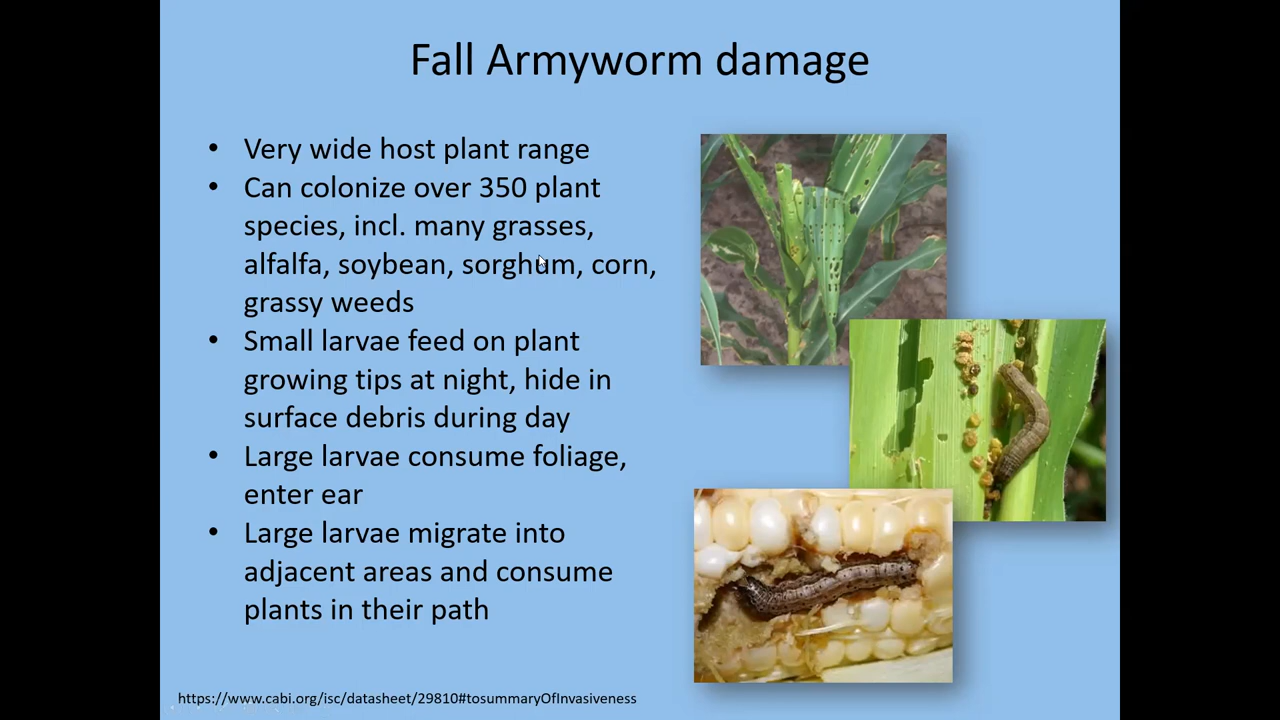 Fall Armyworm damage
• Very wide host plant range
• Can colonize over 350 plant
species, incl. many grasses,
alfalfa, soybean, sorghum, corn,
grassy weeds
• Small larvae feed on plant
growing tips at night, hide in
surface debris during day
• Large larvae consume foliage,
enter ear
• Large larvae migrate into
adjacent areas and consume
plants in their path
https://www.cabi.org/isc/datasheet/29810#tosummaryOfInvasiveness